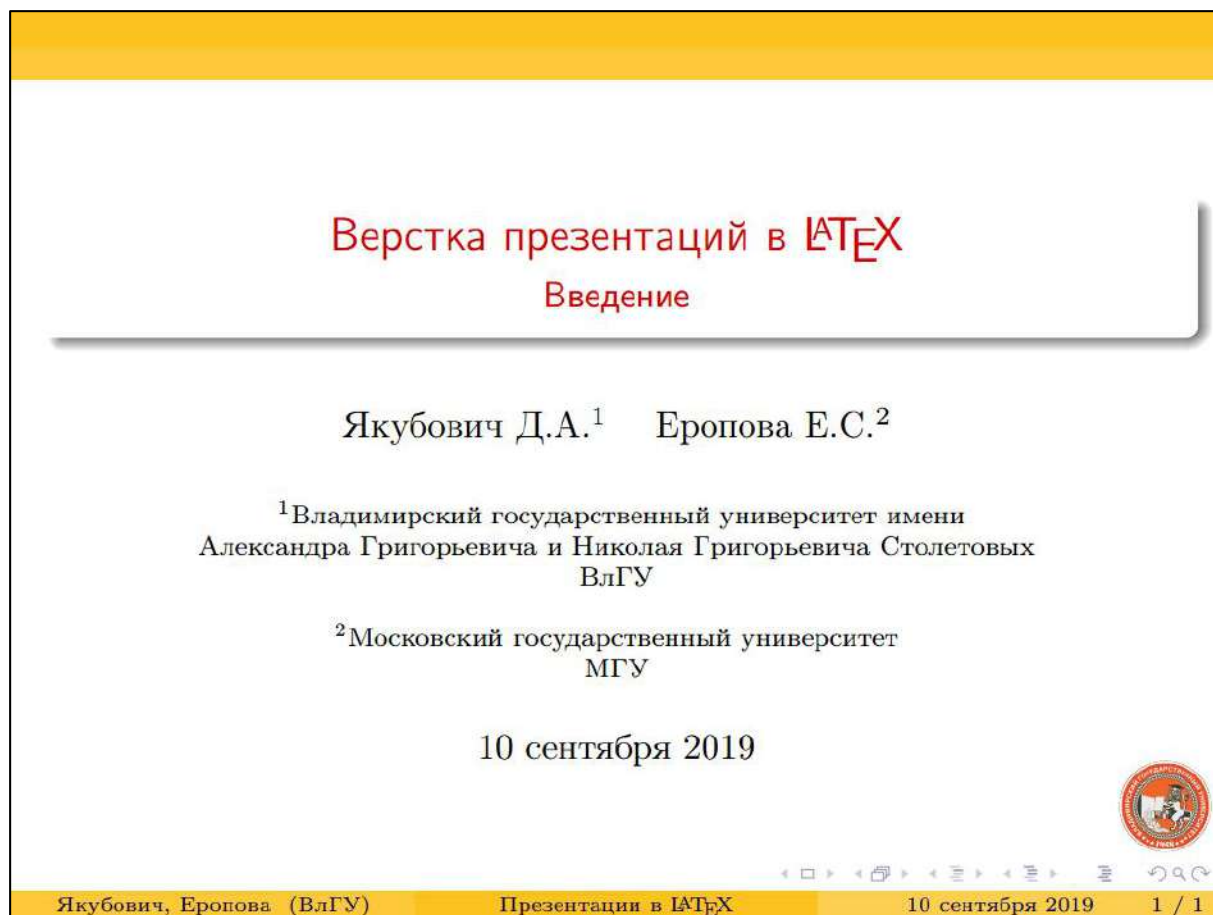 Верстка презентаций в LATEX
Введение
Якубович Д.А.1 Еропова Е.С.2
1Владимирский государственный университет имени
Александра Григорьевича и Николая Григорьевича Столетовых
ВлГУ
2Московский государственный университет
МГУ
10 сентября 2019
Якубович, Еропова (ВлГУ) Презентации в LATEX 10 сентября 2019 1 / 1